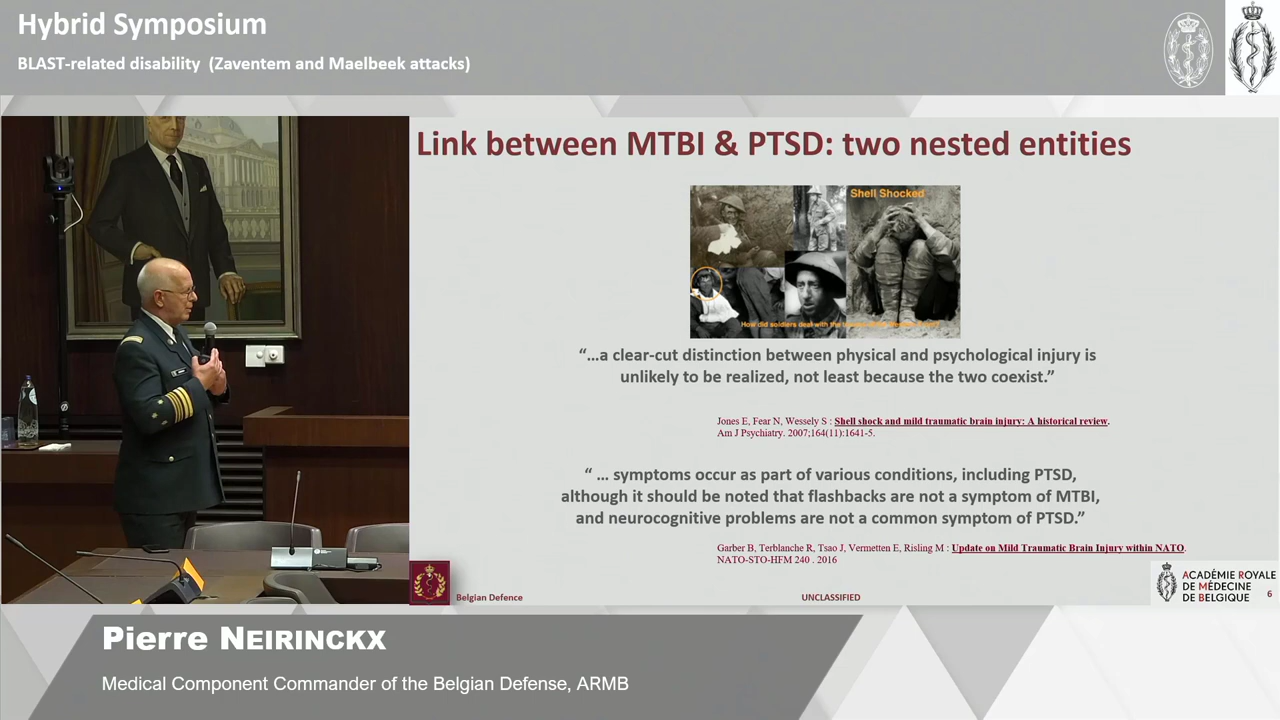 Hybrid Symposium
BLAST-related disability (Zaventem and Maelbeek attacks)
Link between MTBI & PTSD: two nested entities
Shell Shocked
How did soldiers deal with the
“…a clear-cut distinction between physical and psychological injury is
unlikely to be realized, not least because the two coexist.”
Jones E, Fear N, Wessely S : Shell shock and mild traumatic brain injury: A historical review.
Am J Psychiatry. 2007;164(11):1641-5.
“ … symptoms occur as part of various conditions, including PTSD,
although it should be noted that flashbacks are not a symptom of MTBI,
and neurocognitive problems are not a common symptom of PTSD.”
Garber B, Terblanche R, Tsao J, Vermetten E, Risling M : Update on Mild Traumatic Brain Injury within NATO.
NATO-STO-HFM 240 . 2016
Belgian Defence
UNCLASSIFIED
ACADÉMIE ROYALE
DE MÉDECINE
DE BELGIQUE
6
Pierre NEIRINCKX
Medical Component Commander of the Belgian Defense, ARMB